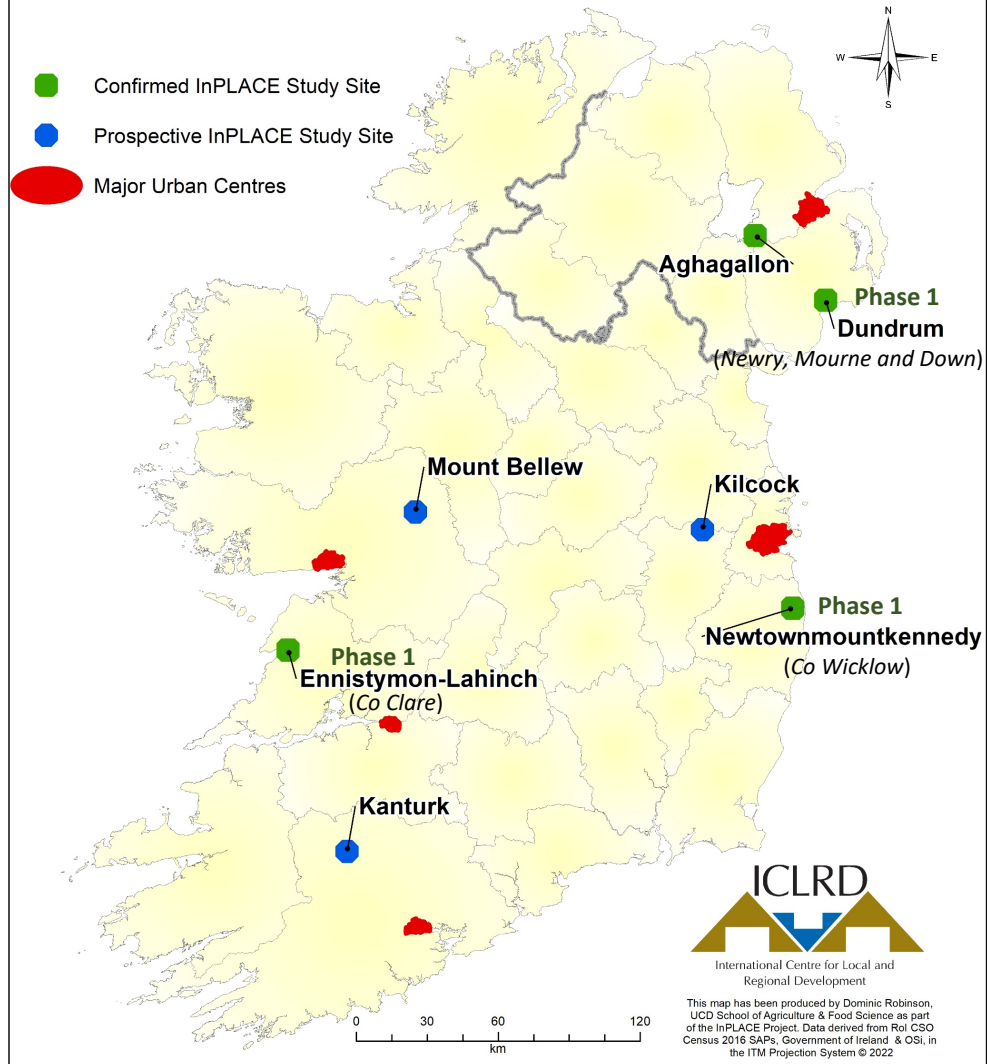 N
W E
S
Confirmed InPLACE Study Site
Prospective InPLACE Study Site
Major Urban Centres
Aghagallon
Phase 1
Dundrum
(Newry, Mourne and Down)
Mount Bellew
Kilcock
Phase 1
Newtownmountkennedy
(Co Wicklow)
Phase 1
Ennistymon-Lahinch
(Co Clare)
Kanturk
ICLRD
International Centre for Local and
Regional Development
This map has been produced by Dominic Robinson,
UCD School of Agriculture & Food Science as part
of the InPLACE Project. Data derived from RoI CSO
Census 2016 SAPs, Government of Ireland & OSi, in
the ITM Projection System © 2022
0 30 60 120
km